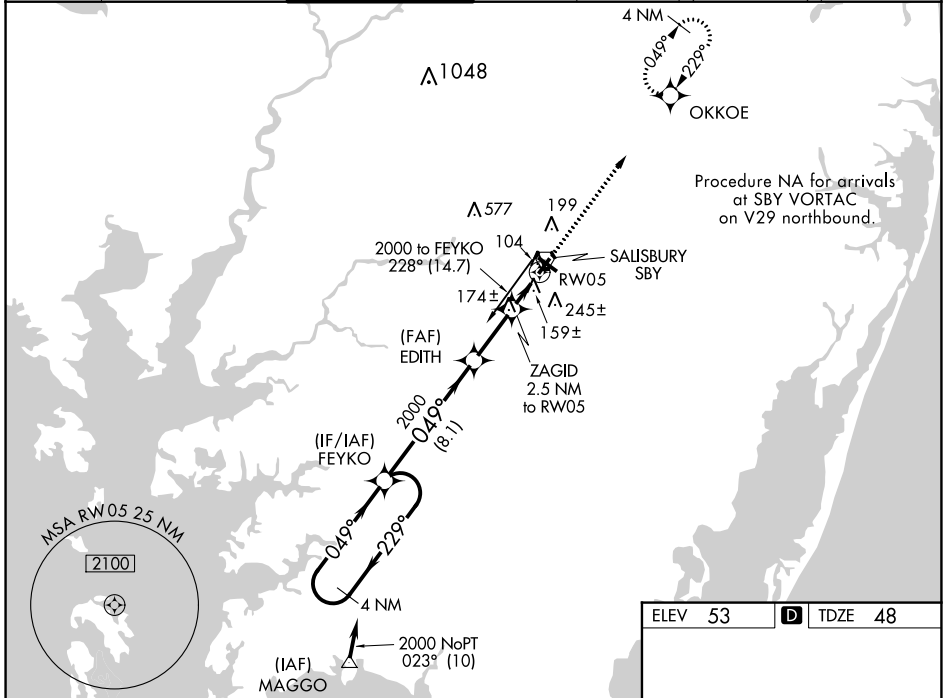 4 NM
049°
229°
1048
OKKOE
Procedure NA for arrivals
at SBY VORTAC
on V29 northbound.
577
199
2000 to FEYKO
228° (14.7)
104
SALISBURY
SBY
RW05
174±
245±
159±
(FAF)
EDITH
ZAGID
2.5 NM
to RW05
2000
049°
(8.1)
(IF/IAF)
FEYKO
049°
229°
MSA RW05 25 NM
2100
4 NM
2000 NoPT
023° (10)
(IAF)
MAGGO
ELEV 53 D TDZE 48